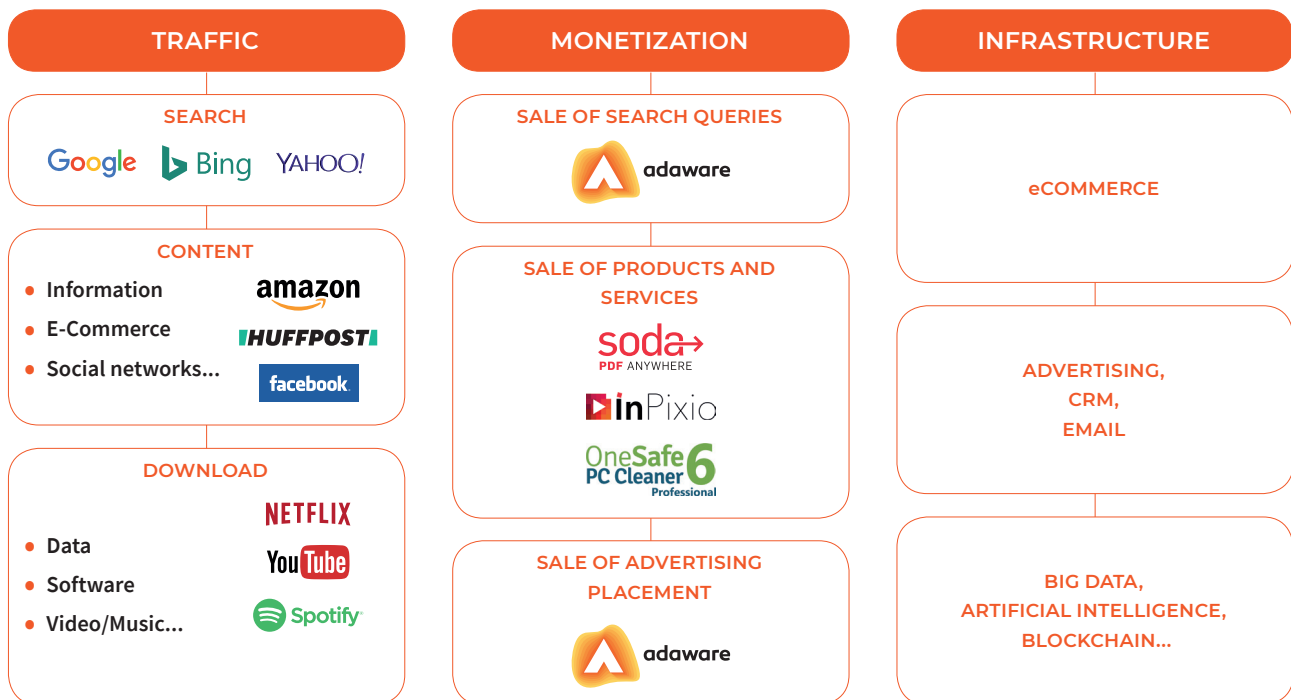 TRAFFIC
SEARCH
Google
Bing
YAHOO!
CONTENT
• Information
• E-Commerce
• Social networks...
amazon
HUFFPOST
facebook
DOWNLOAD
• Data
• Software
• Video/Music...
NETFLIX
YouTube
Spotify
MONETIZATION
SALE OF SEARCH QUERIES
adaware
SALE OF PRODUCTS AND
SERVICES
soda
PDF ANYWHERE
inPixio
OneSafe 6
PC Cleaner
Professional
SALE OF ADVERTISING
PLACEMENT
adaware
INFRASTRUCTURE
eCOMMERCE
ADVERTISING,
CRM,
EMAIL
BIG DATA,
ARTIFICIAL INTELLIGENCE,
BLOCKCHAIN...